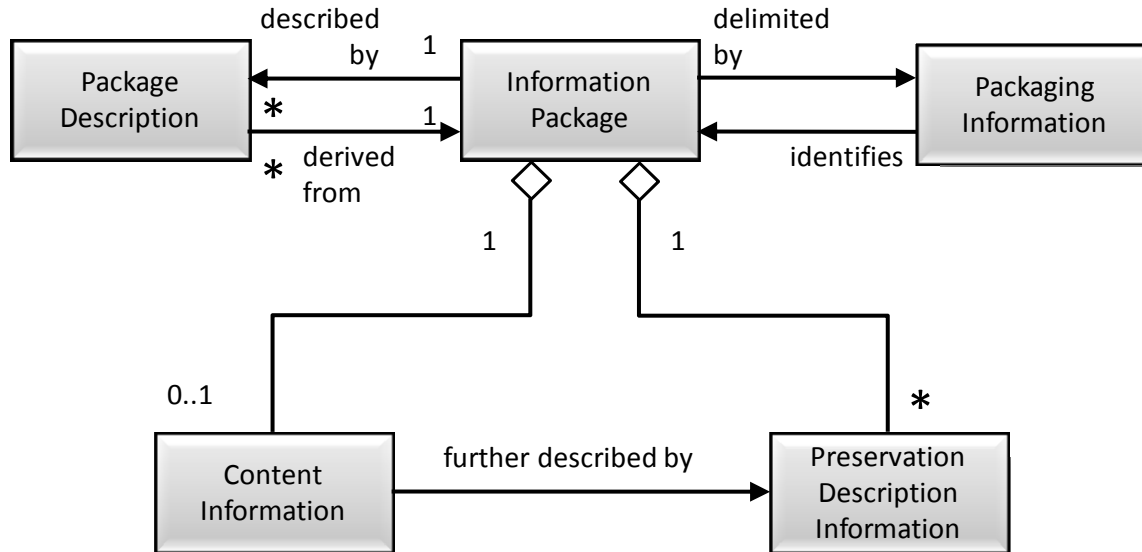 described
by
1
delimited
by
Package
Description
Information
Package
Packaging
Information
*
1
*
derived
from
identifies
1
1
0..1
*
Content
Information
further described by
Preservation
Description
Information